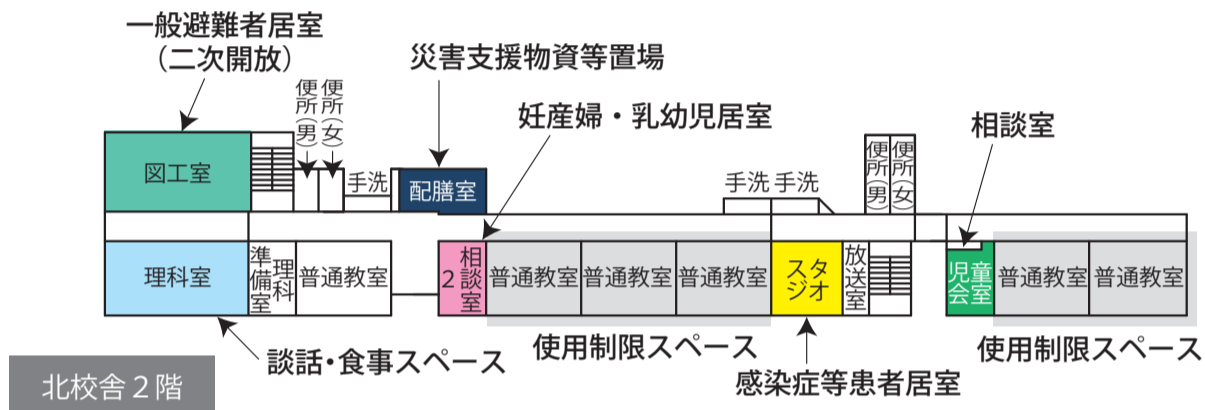 一般避難者居室
（二次開放）
災害支援物資等置場
妊産婦・乳幼児居室
相談室
便所(男)
便所(女)
手洗
図工室
配膳室
手洗
手洗
便所(男)
便所(女)
理科室
理科
準備室
普通教室
相談室
2
普通教室
普通教室
普通教室
スタ
ジオ
放送室
児童
会室
普通教室
普通教室
談話・食事スペース
使用制限スペース
感染症等患者居室
使用制限スペース
北校舎２階